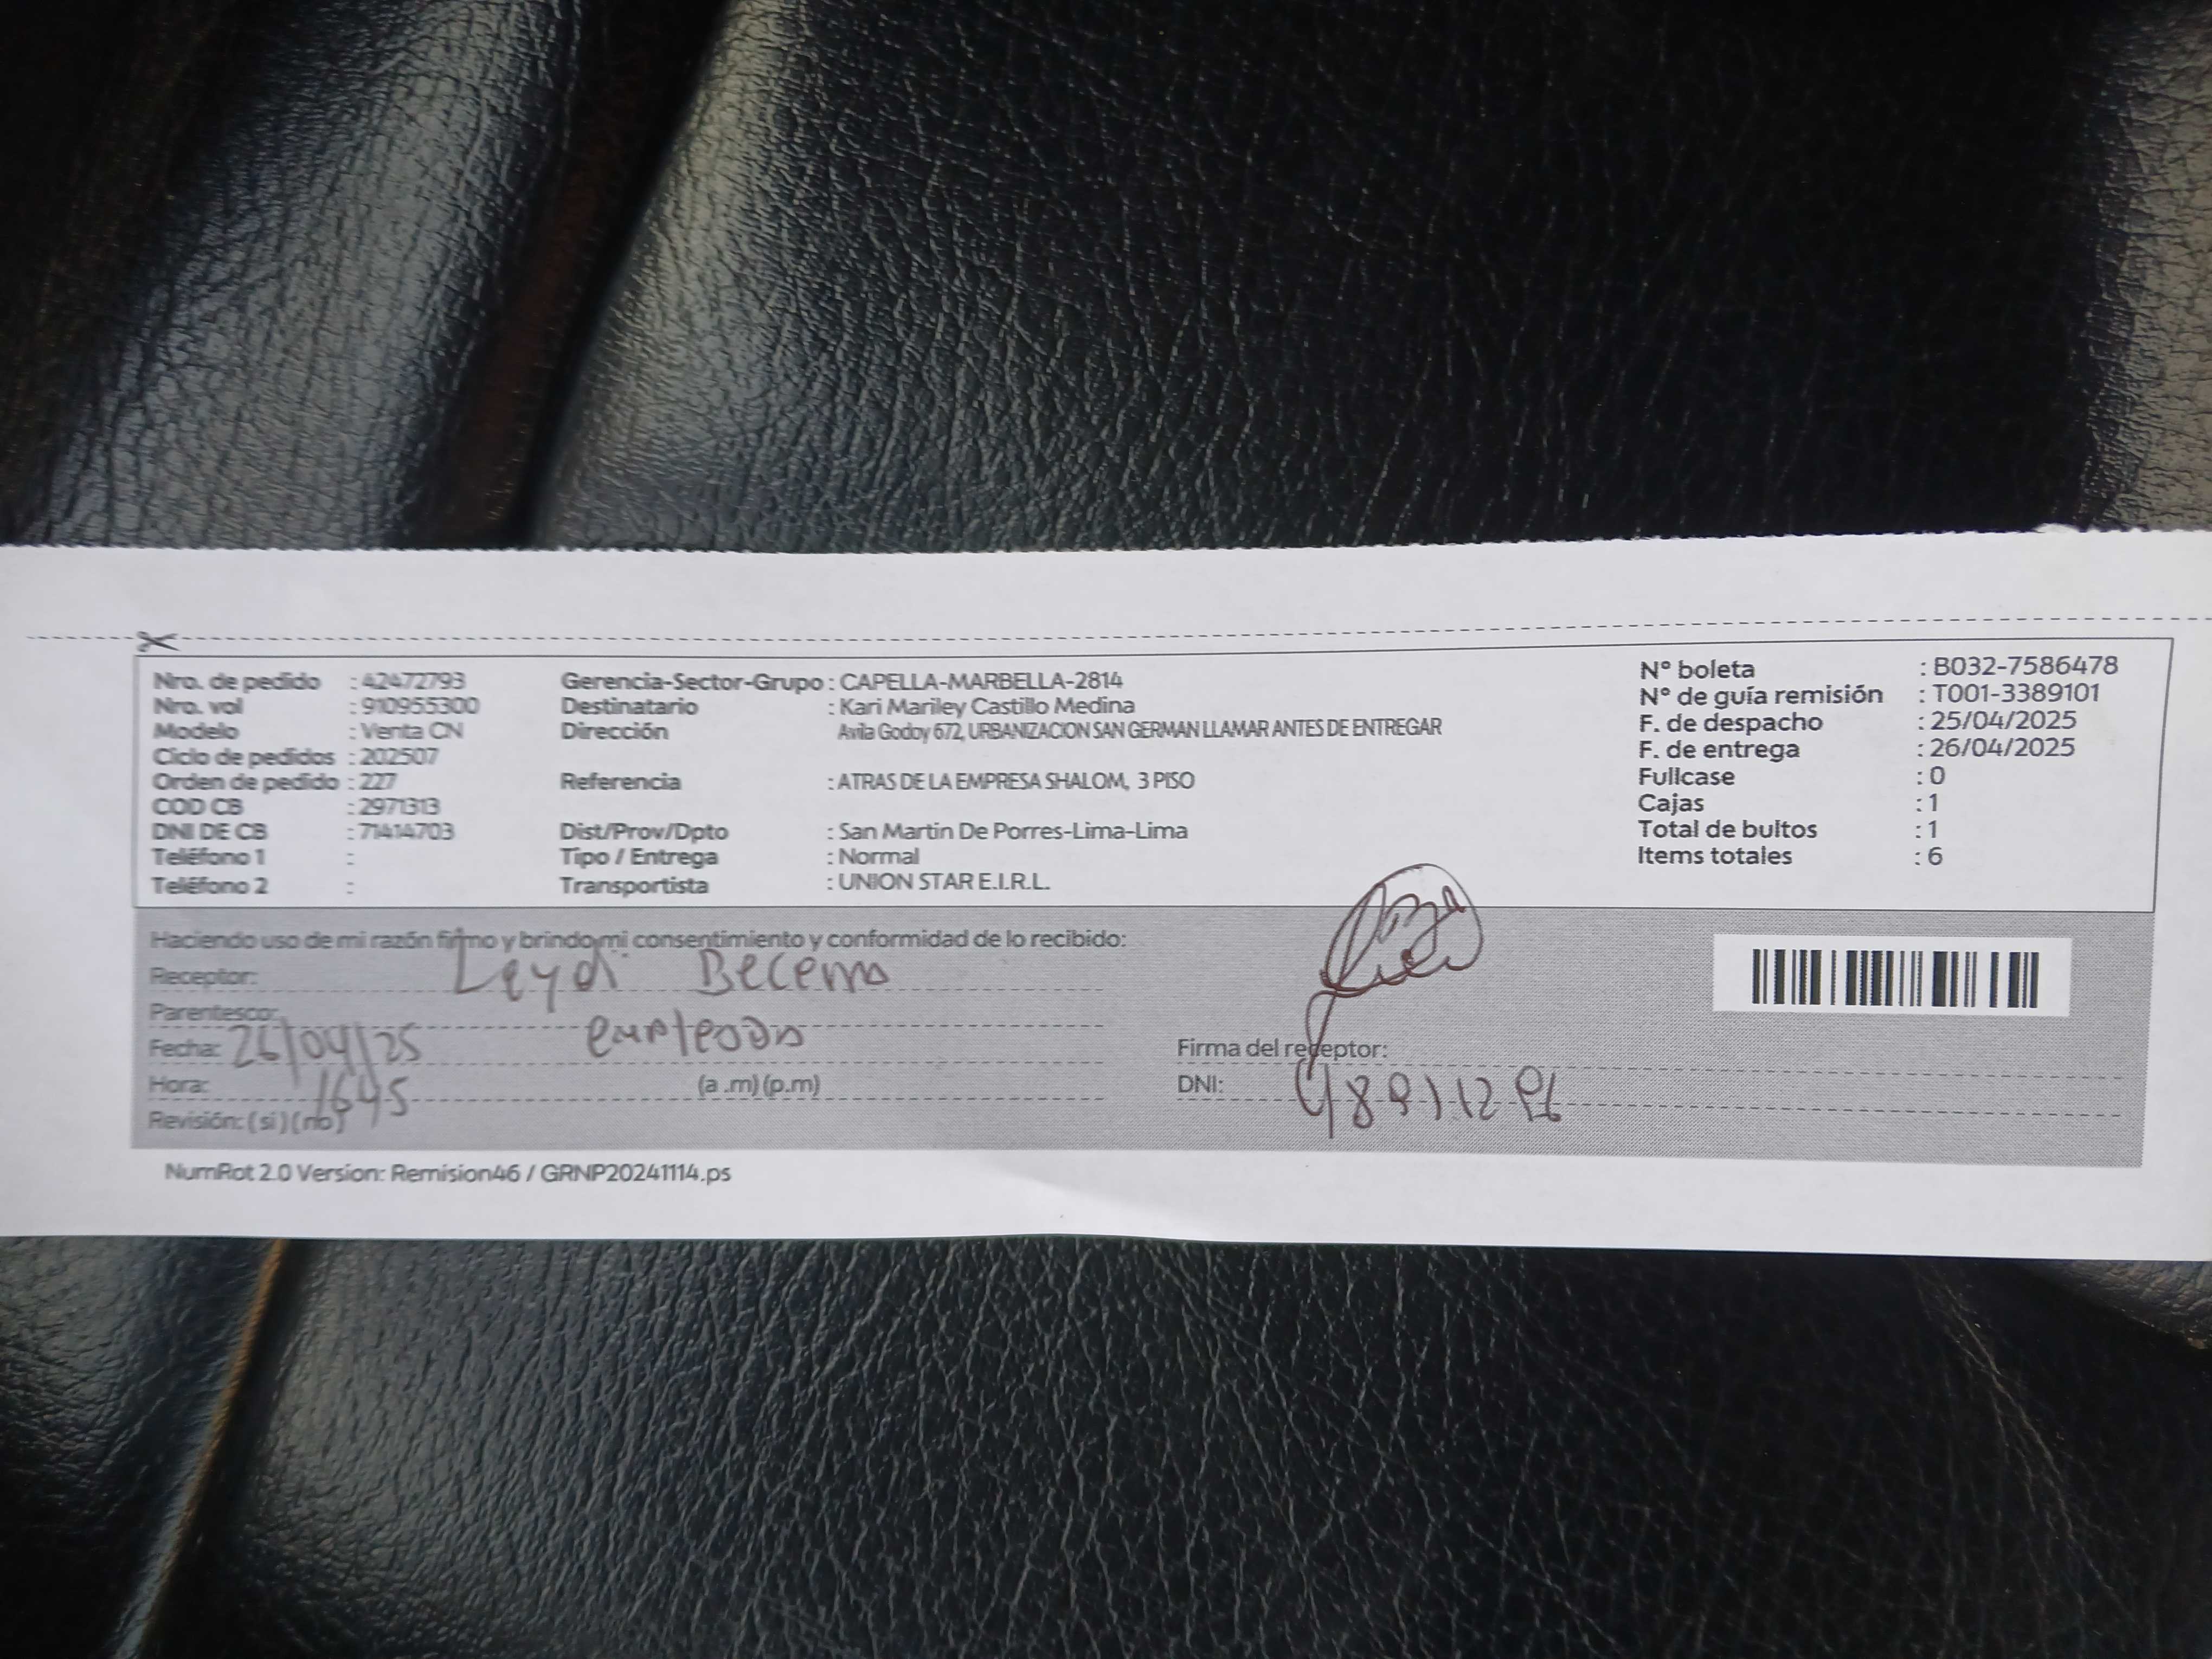 Nro. de pedido : 42472793
Nro. vol : 910955300
Modelo : Venta CN
Ciclo de pedidos : 202507
Orden de pedido : 227
COD CB : 2971313
DNI DE CB : 71414703
Teléfono 1 :
Teléfono 2 :
Gerencia-Sector-Grupo : CAPELLA-MARBELLA-2814
Destinatario : Kari Mariley Castillo Medina
Dirección Avila Godoy 672, URBANIZACION SAN GERMAN LLAMAR ANTES DE ENTREGAR
Referencia : ATRAS DE LA EMPRESA SHALOM, 3 PISO
Dist/Prov/Dpto : San Martin De Porres-Lima-Lima
Tipo / Entrega : Normal
Transportista : UNION STAR E.I.R.L.
N° boleta : B032-7586478
N° de guía remisión : T001-3389101
F. de despacho : 25/04/2025
F. de entrega : 26/04/2025
Fullcase : 0
Cajas : 1
Total de bultos : 1
Items totales : 6
Haciendo uso de mi razón firmo y brindo mi consentimiento y conformidad de lo recibido:
Receptor: Leydi Becerra
Parentesco: empleada
Fecha: 26/04/25
Hora: 1645 (a .m) (p.m)
Revisión: ( si ) ( no )
Firma del receptor:
DNI:
NumRot 2.0 Version: Remision46 / GRNP20241114.ps